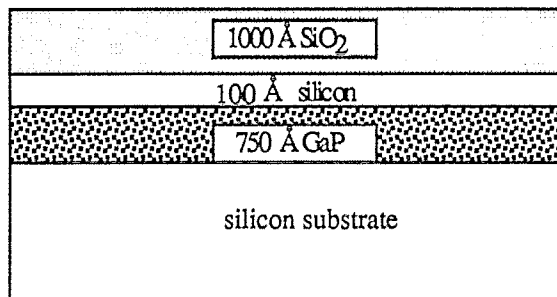 1000 Å SiO2
100 Å silicon
750 Å GaP
silicon substrate